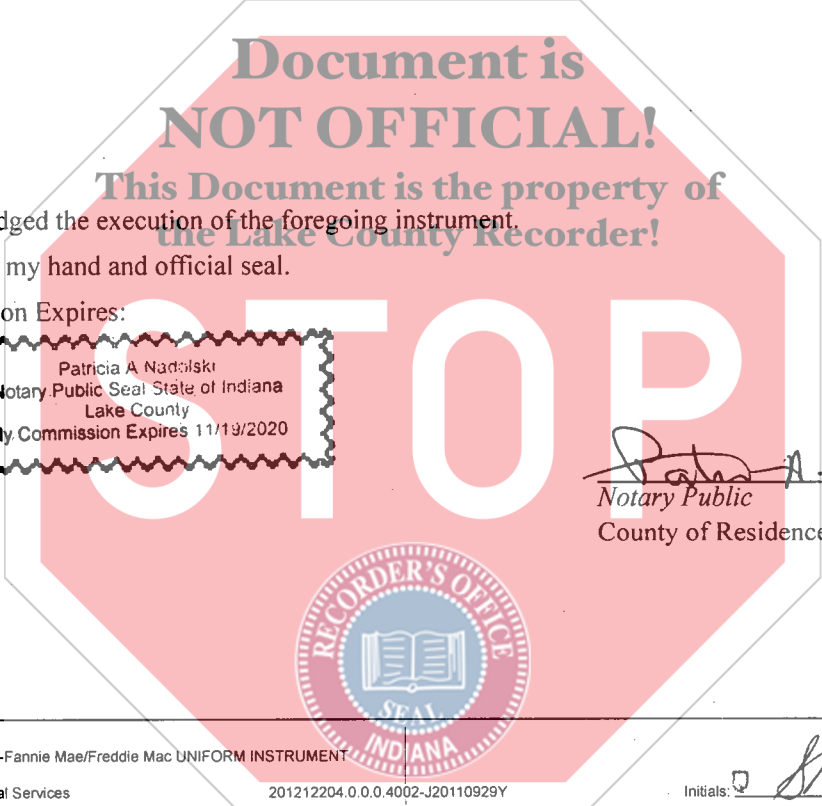 Document is
NOT OFFICIAL!
This Document is the property of
dged the execution of the foregoing instrument.
the Lake County Recorder!
my hand and official seal.
on Expires:
STOP
Patricia A Nadolski
Notary Public Seal State of Indiana
Lake County
y Commission Expires 11/19/2020
A.
Notary Public
County of Residence
RECORDER'S OFFICE
SEAL
INDIANA
-Fannie Mae/Freddie Mac UNIFORM INSTRUMENT
al Services
201212204.0.0.0.4002-J20110929Y
Initials: